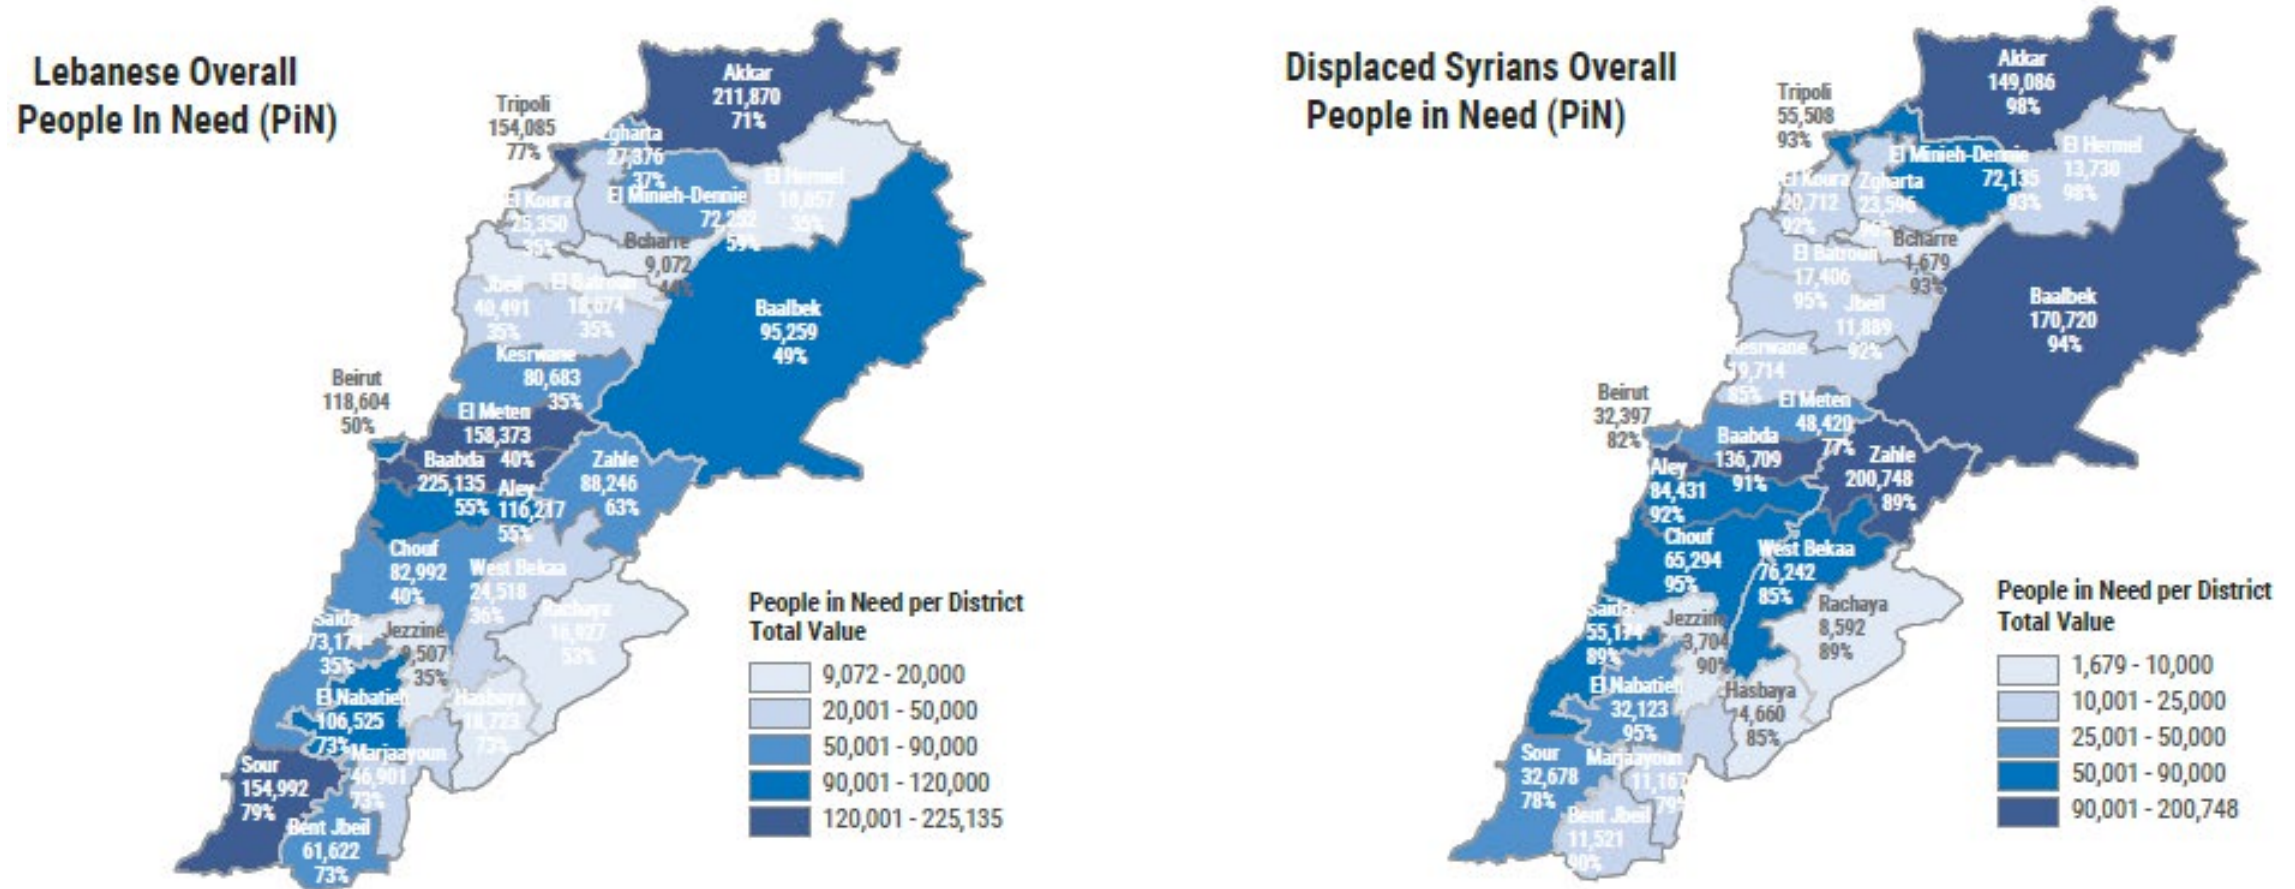 Lebanese Overall
People In Need (PiN)
Akkar
211,870
71%
Tripoli
154,085
77%
Zgharta
27,376
37%
El Minieh-Dennie
72,252
59%
El Hermel
35%
El Koura
25,350
35%
Bcharre
9,072
44%
Jbeil
40,491
35%
El Batroun
18,674
35%
Baalbek
95,259
49%
Kesrwane
80,683
35%
Beirut
118,604
50%
El Meten
158,373
40%
Baabda
225,135
55%
Aley
116,217
55%
Zahle
88,246
63%
Chouf
82,992
40%
West Bekaa
24,518
36%
Rachaya
53%
Saida
73,171
35%
Jezzine
35%
El Nabatieh
106,525
73%
Hasbaya
73%
Marjaayoun
46,901
73%
Sour
154,992
79%
Bent Jbeil
61,622
73%
People in Need per District
Total Value
9,072 - 20,000
20,001 - 50,000
50,001 - 90,000
90,001 - 120,000
120,001 - 225,135
Displaced Syrians Overall
People in Need (PiN)
Akkar
149,086
98%
Tripoli
55,508
93%
El Minieh-Dennie
72,135
93%
El Hermel
13,730
98%
El Koura
20,712
92%
Zgharta
23,596
Bcharre
1,679
93%
El Batroun
17,406
95%
Jbeil
11,889
92%
Baalbek
170,720
94%
Kesrwane
19,714
85%
Beirut
32,397
82%
El Meten
48,420
77%
Baabda
136,709
91%
Zahle
200,748
89%
Aley
84,431
92%
Chouf
65,294
95%
West Bekaa
76,242
85%
Rachaya
8,592
89%
Saida
55,174
89%
Jezzine
3,704
90%
El Nabatieh
32,123
95%
Hasbaya
4,660
85%
Sour
32,678
78%
Marjaayoun
11,167
79%
Bent Jbeil
11,521
90%
People in Need per District
Total Value
1,679 - 10,000
10,001 - 25,000
25,001 - 50,000
50,001 - 90,000
90,001 - 200,748